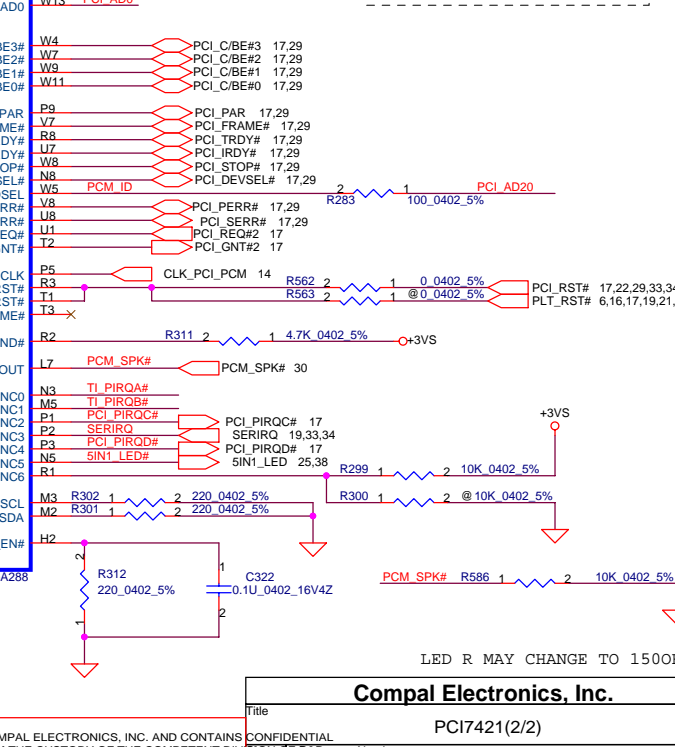 AD0 W13 PCI_AD0
BE3# W4 PCI_C/BE#3 17,29
BE2# W7 PCI_C/BE#2 17,29
BE1# W9 PCI_C/BE#1 17,29
BE0# W11 PCI_C/BE#0 17,29
PAR P9 PCI_PAR 17,29
ME# V7 PCI_FRAME# 17,29
RDY# R8 PCI_TRDY# 17,29
DY# U7 PCI_IRDY# 17,29
OP# W8 PCI_STOP# 17,29
SEL# N8 PCI_DEVSEL# 17,29
SEL W5 PCM_ID 2 R283 1 100_0402_5% PCI_AD20
RR# V8 PCI_PERR# 17,29
RR# U8 PCI_SERR# 17,29
EQ# U1 PCI_REQ#2 17
NT# T2 PCI_GNT#2 17
CLK P5 CLK_PCI_PCM 14
RST# R3 R562 2 1 0_0402_5% PCI_RST# 17,22,29,33,34
RST# T1 R563 2 1 @0_0402_5% PLT_RST# 6,16,17,19,21,
ME# T3
ND# R2 R311 2 1 4.7K_0402_5% +3VS
OUT L7 PCM_SPK# PCM_SPK# 30
NC0 N3 TI_PIRQA#
NC1 M5 TI_PIRQB#
NC2 P1 PCI_PIRQC# PCI_PIRQC# 17
NC3 P2 SERIRQ SERIRQ 19,33,34
NC4 P3 PCI_PIRQD# PCI_PIRQD# 17
NC5 N5 5IN1_LED# 5IN1_LED 25,38
+3VS
NC6 R1 R299 1 2 10K_0402_5%
R300 1 2 @10K_0402_5%
SCL M3 R302 1 2 220_0402_5%
SDA M2 R301 1 2 220_0402_5%
EN# H2
A288
2 R312 1 220_0402_5%
1 C322 2 0.1U_0402_16V4Z
PCM_SPK# R586 1 2 10K_0402_5%
LED R MAY CHANGE TO 150O
Compal Electronics, Inc.
Title
PCI7421(2/2)
MPAL ELECTRONICS, INC. AND CONTAINS CONFIDENTIAL